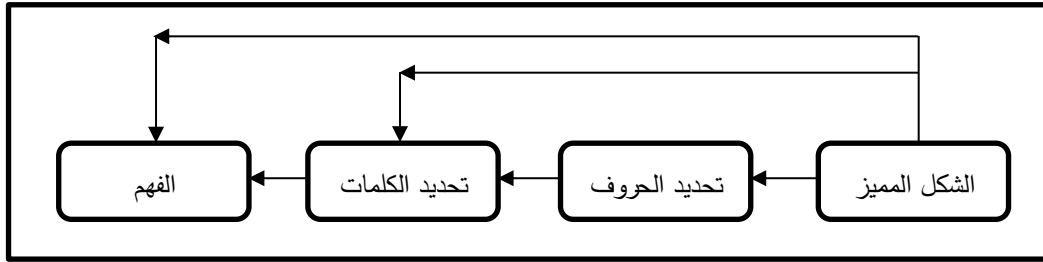 الشكل المميز
تحديد الحروف
تحديد الكلمات
الفهم